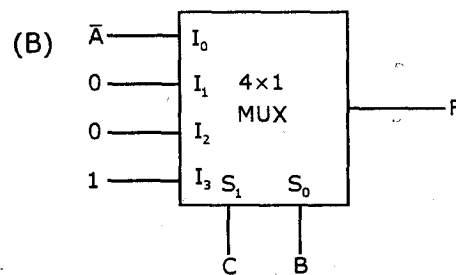 (B) Ā I₀
0 I₁ 4×1
MUX F
0 I₂
1 I₃ S₁ S₀
C B